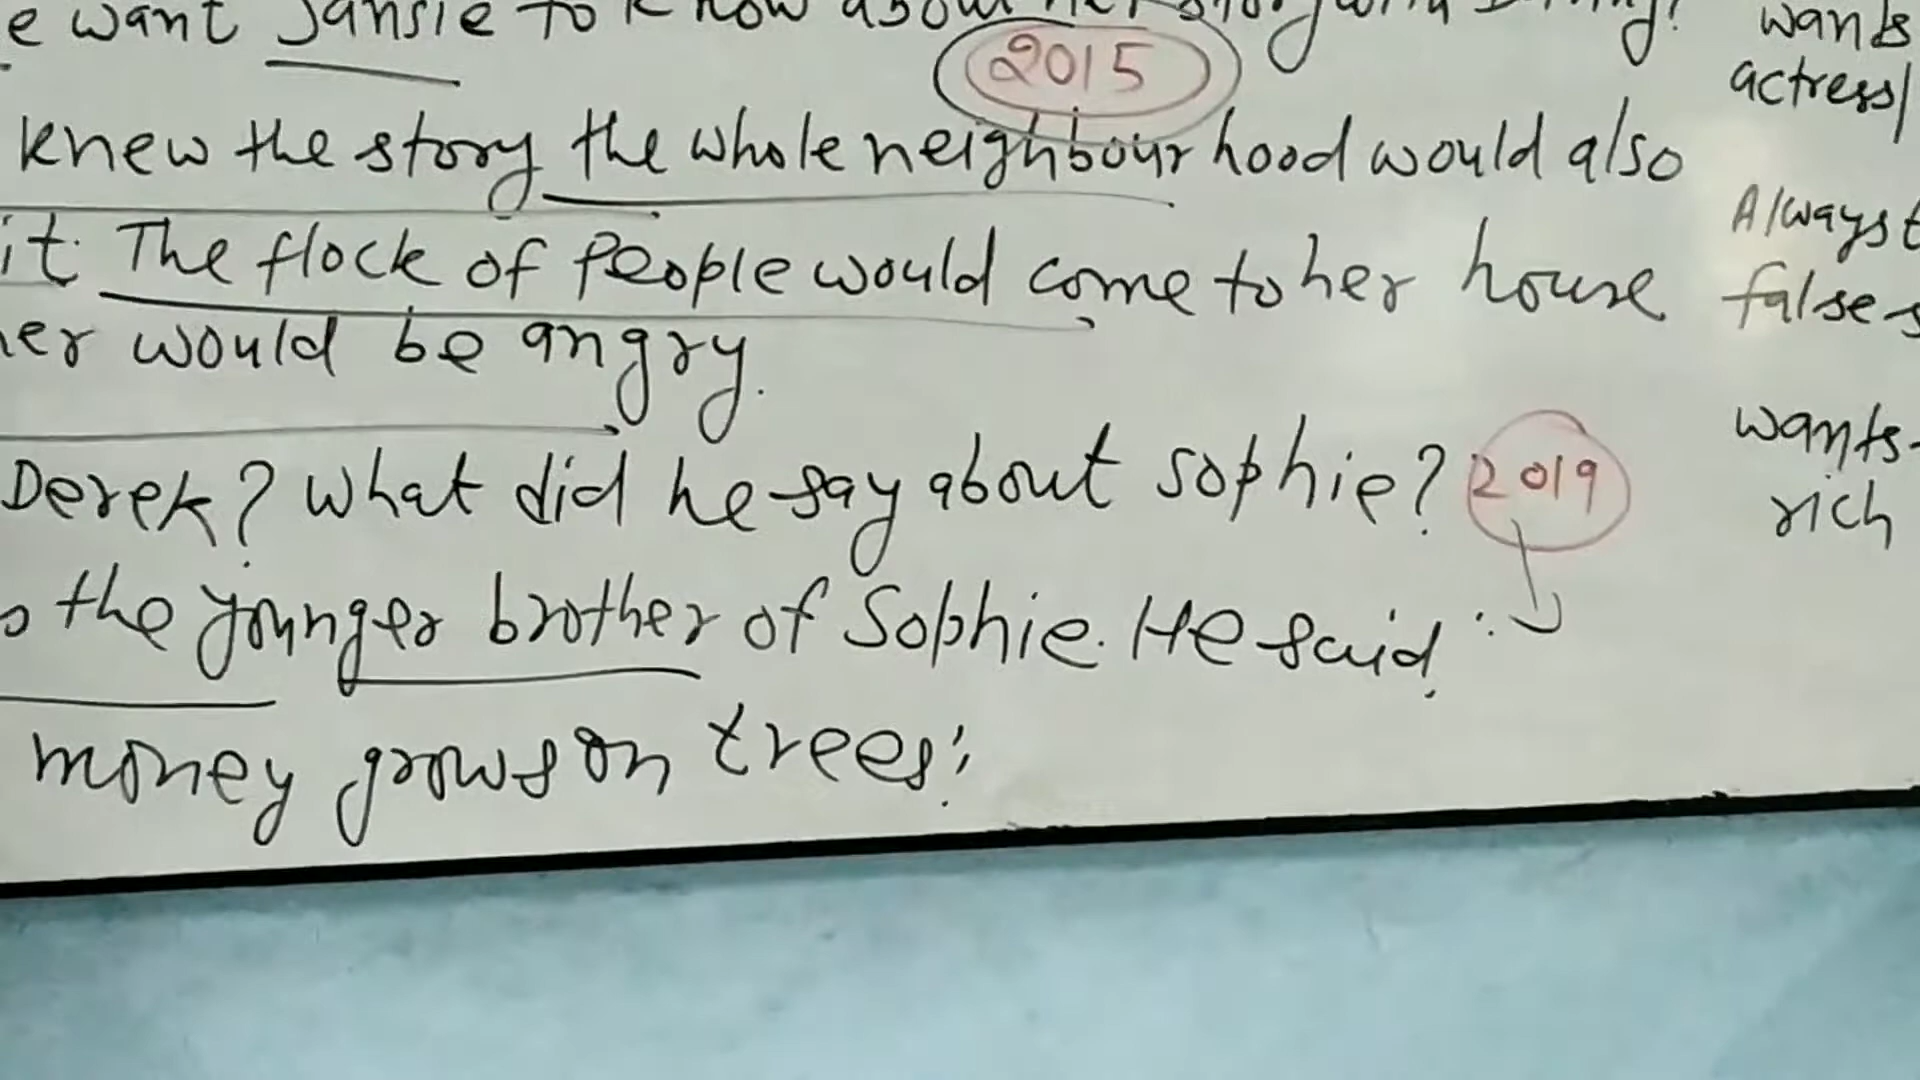 e want Jansie to know about her story with Danny?
2015
knew the story the whole neighbourhood would also
it. The flock of People would come to her house
her would be angry.
Derek? What did he say about Sophie? 2019
s the younger brother of Sophie. He said :
money grows on trees'.
wants
actress/
Always t
false s
wants
rich